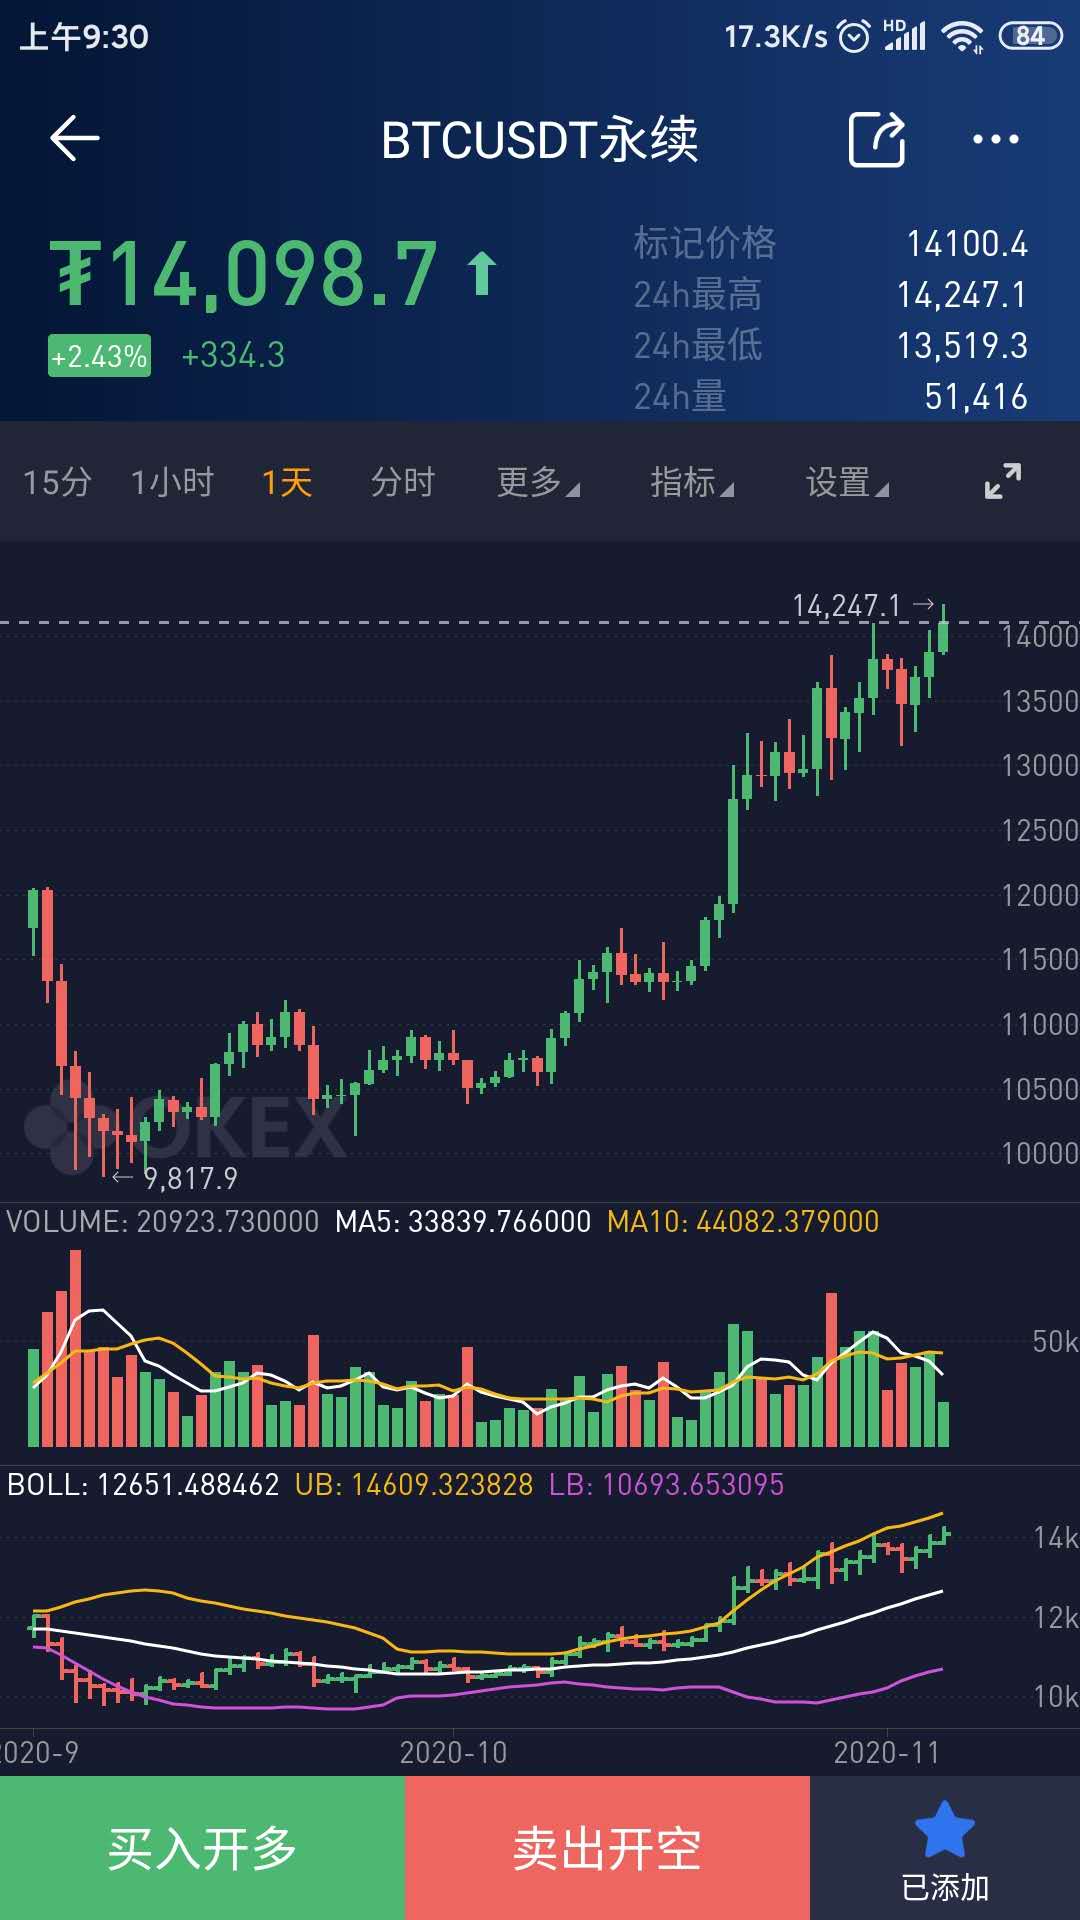 上午9:30
17.3K/s HD 84
BTCUSDT永续
₮14,098.7
+2.43% +334.3
标记价格 14100.4
24h最高 14,247.1
24h最低 13,519.3
24h量 51,416
15分 1小时 1天 分时 更多 指标 设置
14,247.1
14000
13500
13000
12500
12000
11500
11000
10500
10000
OKEX
9,817.9
VOLUME: 20923.730000 MA5: 33839.766000 MA10: 44082.379000
50k
BOLL: 12651.488462 UB: 14609.323828 LB: 10693.653095
14k
12k
10k
2020-9 2020-10 2020-11
买入开多 卖出开空 已添加